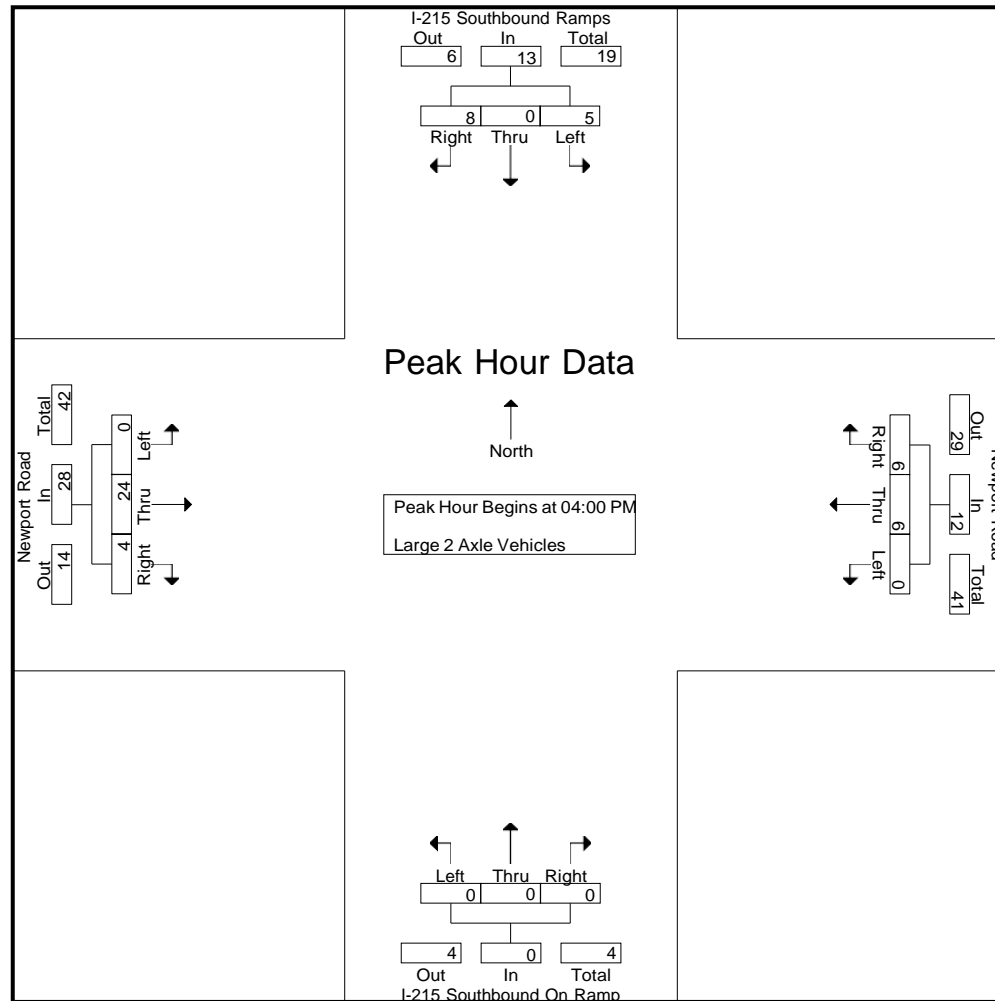 I-215 Southbound Ramps
Out In Total
6 13 19
8 0 5
Right Thru Left
Peak Hour Data
North
Peak Hour Begins at 04:00 PM
Large 2 Axle Vehicles
Newport Road
Total In Out
42 28 14
0 24 4
Left Thru Right
Right Thru Left
6 6 0
Out In Total
29 12 41
Newport Road
Left Thru Right
0 0 0
4 0 4
Out In Total
I-215 Southbound On Ramp